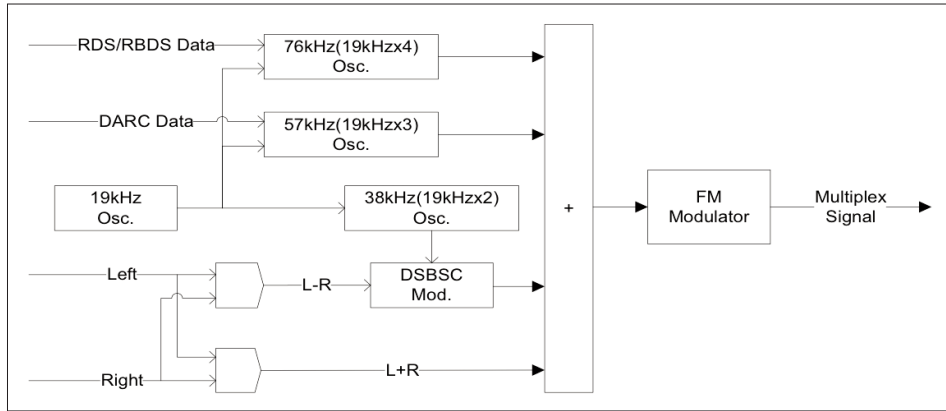 RDS/RBDS Data
76kHz(19kHzx4)
Osc.
DARC Data
57kHz(19kHzx3)
Osc.
19kHz
Osc.
38kHz(19kHzx2)
Osc.
+
FM
Modulator
Multiplex
Signal
Left
L-R
DSBSC
Mod.
Right
L+R